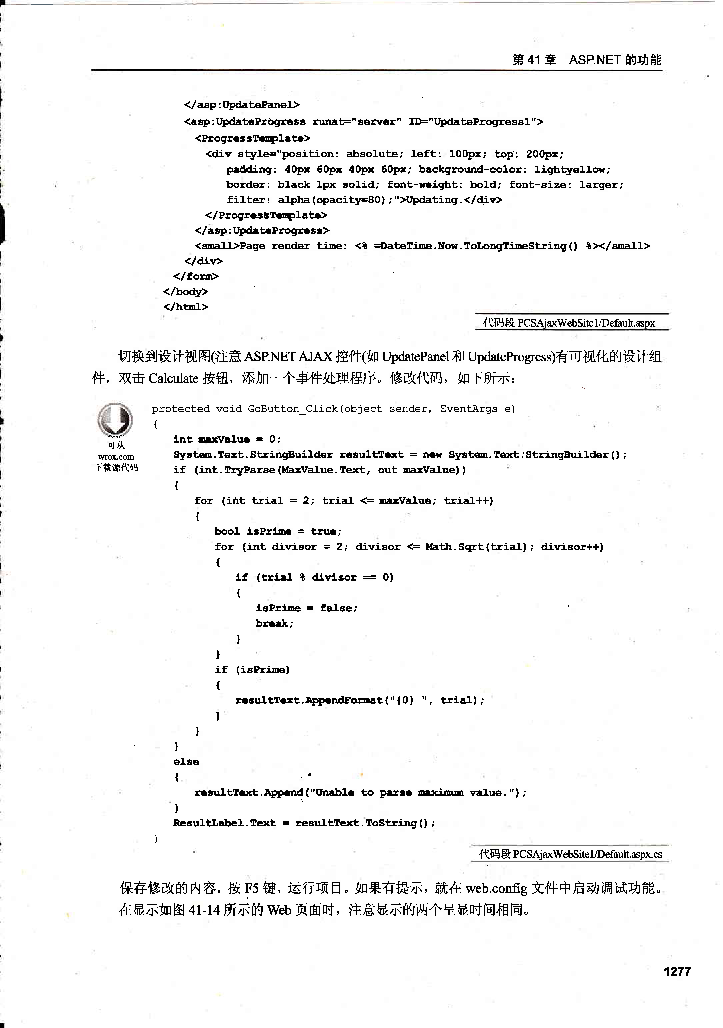 第 41 章 ASP.NET 的功能
</asp:UpdatePanel>
<asp:UpdateProgress runat="server" ID="UpdateProgress1">
<ProgressTemplate>
<div style="position: absolute; left: 100px; top: 200px;
padding: 40px 60px 40px 60px; background-color: lightyellow;
border: black 1px solid; font-weight: bold; font-size: larger;
filter: alpha(opacity=80);">Updating.</div>
</ProgressTemplate>
</asp:UpdateProgress>
<small>Page render time: <% =DateTime.Now.ToLongTimeString() %></small>
</div>
</form>
</body>
</html>
代码段 PCSAjaxWebSite1/Default.aspx
切换到设计视图(注意 ASP.NET AJAX 控件(如 UpdatePanel 和 UpdateProgress)有可视化的设计组
件，双击 Calculate 按钮，添加一个事件处理程序。修改代码，如下所示：
可从
wrox.com
下载源代码
protected void GoButton_Click(object sender, EventArgs e)
{
int maxValue = 0;
System.Text.StringBuilder resultText = new System.Text.StringBuilder();
if (int.TryParse(MaxValue.Text, out maxValue))
{
for (int trial = 2; trial <= maxValue; trial++)
{
bool isPrime = true;
for (int divisor = 2; divisor <= Math.Sqrt(trial); divisor++)
{
if (trial % divisor == 0)
{
isPrime = false;
break;
}
}
if (isPrime)
{
resultText.AppendFormat("{0} ", trial);
}
}
}
else
{
resultText.Append("Unable to parse maximum value.");
}
ResultLabel.Text = resultText.ToString();
}
代码段 PCSAjaxWebSite1/Default.aspx.cs
保存修改的内容，按 F5 键，运行项目。如果有提示，就在 web.config 文件中启动调试功能。
在显示如图 41-14 所示的 Web 页面时，注意显示的两个呈显时间相同。
1277